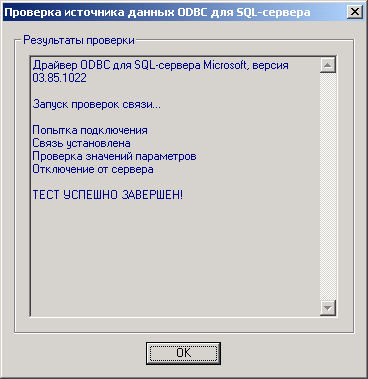 Проверка источника данных ODBC для SQL-сервера
Результаты проверки
Драйвер ODBC для SQL-сервера Microsoft, версия
03.85.1022
Запуск проверок связи...
Попытка подключения
Связь установлена
Проверка значений параметров
Отключение от сервера
ТЕСТ УСПЕШНО ЗАВЕРШЕН!
OK